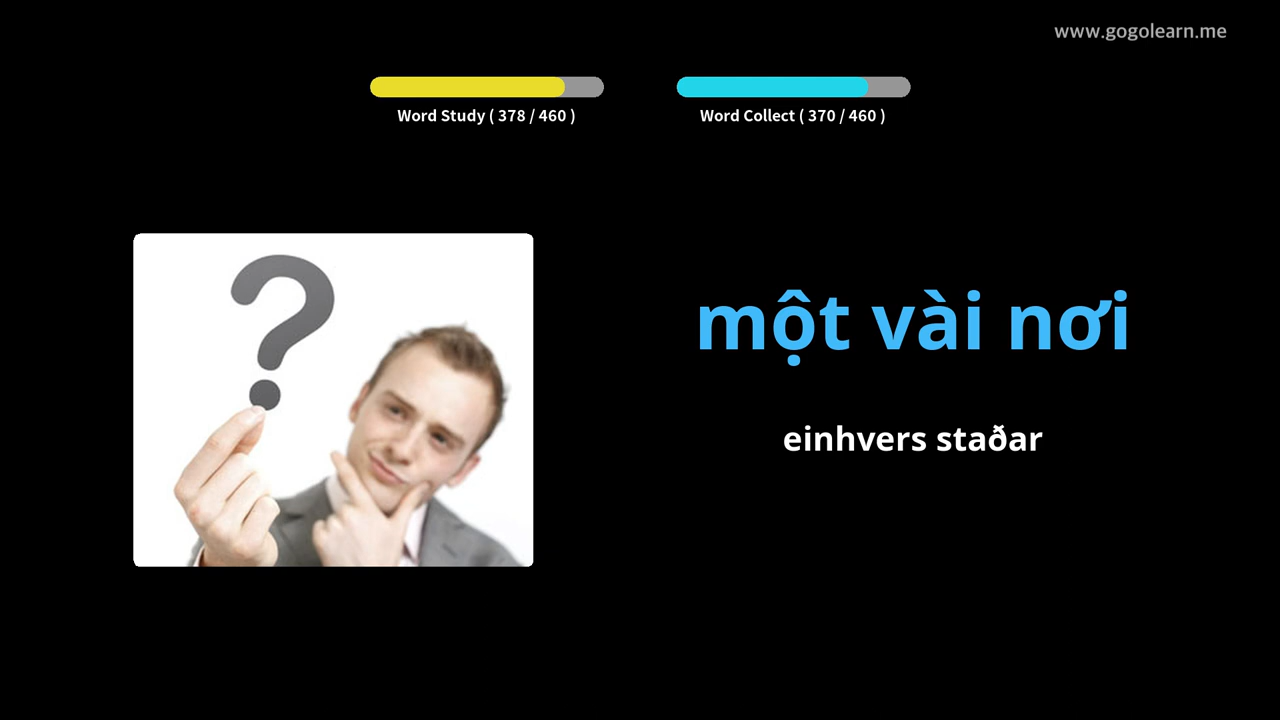 www.gogolearn.me
Word Study ( 378 / 460 )
Word Collect ( 370 / 460 )
một vài nơi
einhvers staðar